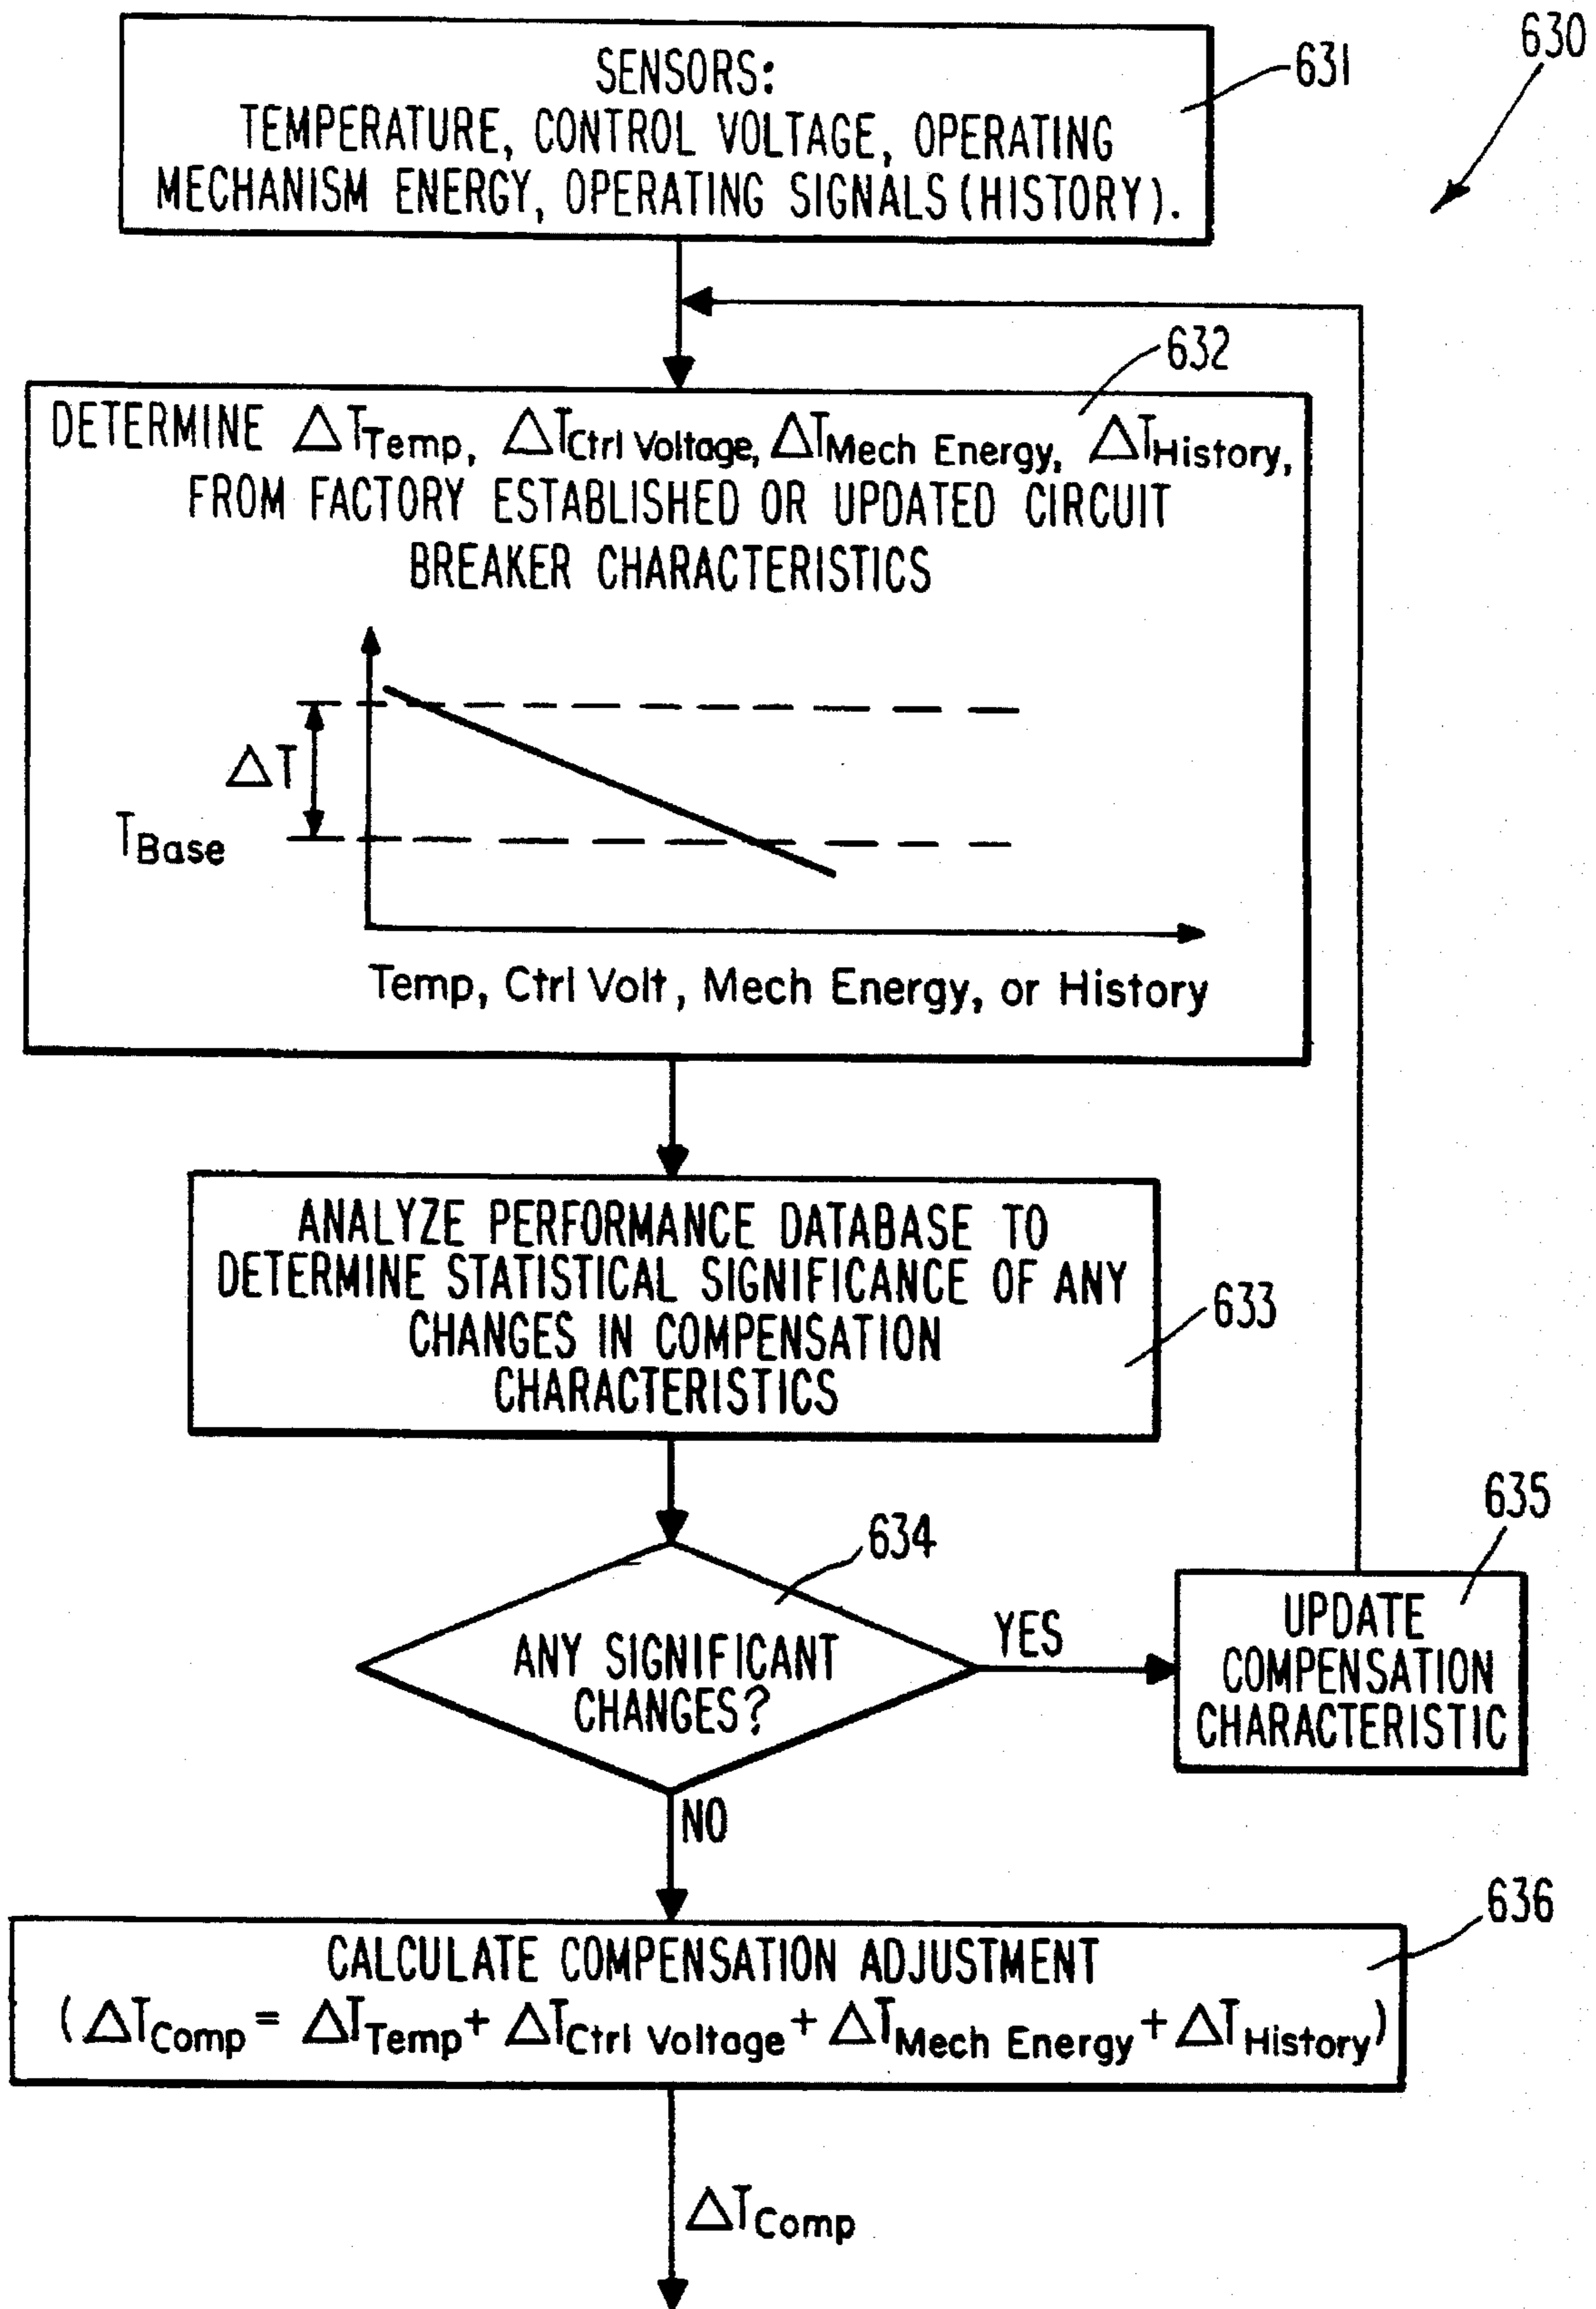 630
SENSORS:
631
TEMPERATURE, CONTROL VOLTAGE, OPERATING
MECHANISM ENERGY, OPERATING SIGNALS (HISTORY).
632
DETERMINE ΔTTemp, ΔTCtrl Voltage, ΔTMech Energy, ΔTHistory,
FROM FACTORY ESTABLISHED OR UPDATED CIRCUIT
BREAKER CHARACTERISTICS
ΔT
TBase
Temp, Ctrl Volt, Mech Energy, or History
ANALYZE PERFORMANCE DATABASE TO
DETERMINE STATISTICAL SIGNIFICANCE OF ANY
CHANGES IN COMPENSATION
CHARACTERISTICS
633
634
ANY SIGNIFICANT
CHANGES?
YES
635
UPDATE
COMPENSATION
CHARACTERISTIC
NO
636
CALCULATE COMPENSATION ADJUSTMENT
(ΔTComp = ΔTTemp + ΔTCtrl Voltage + ΔTMech Energy + ΔTHistory)
ΔTComp